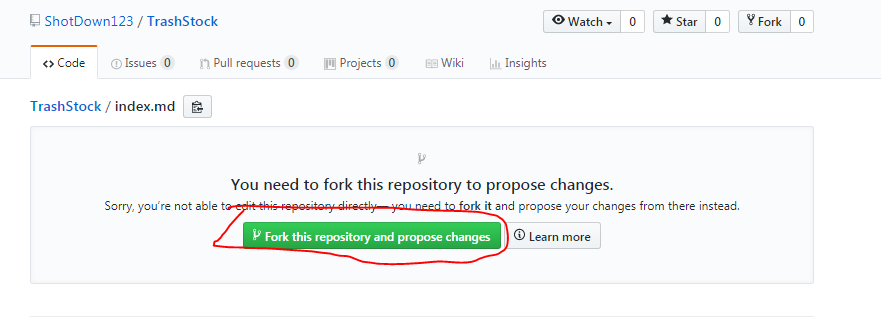 ShotDown123 / TrashStock
Watch 0 Star 0 Fork 0
Code Issues 0 Pull requests 0 Projects 0 Wiki Insights
TrashStock / index.md
You need to fork this repository to propose changes.
Sorry, you're not able to edit this repository directly—you need to fork it and propose your changes from there instead.
Fork this repository and propose changes Learn more